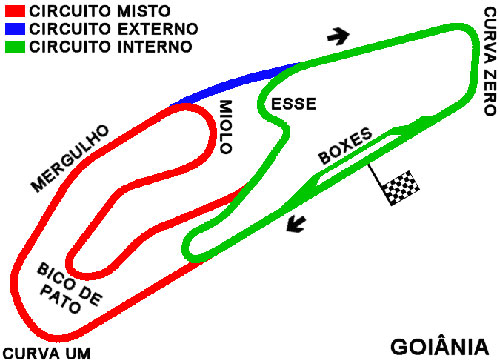 CIRCUITO MISTO
CIRCUITO EXTERNO
CIRCUITO INTERNO
CURVA ZERO
ESSE
MIOLO
BOXES
MERGULHO
BICO DE
PATO
CURVA UM
GOIÂNIA